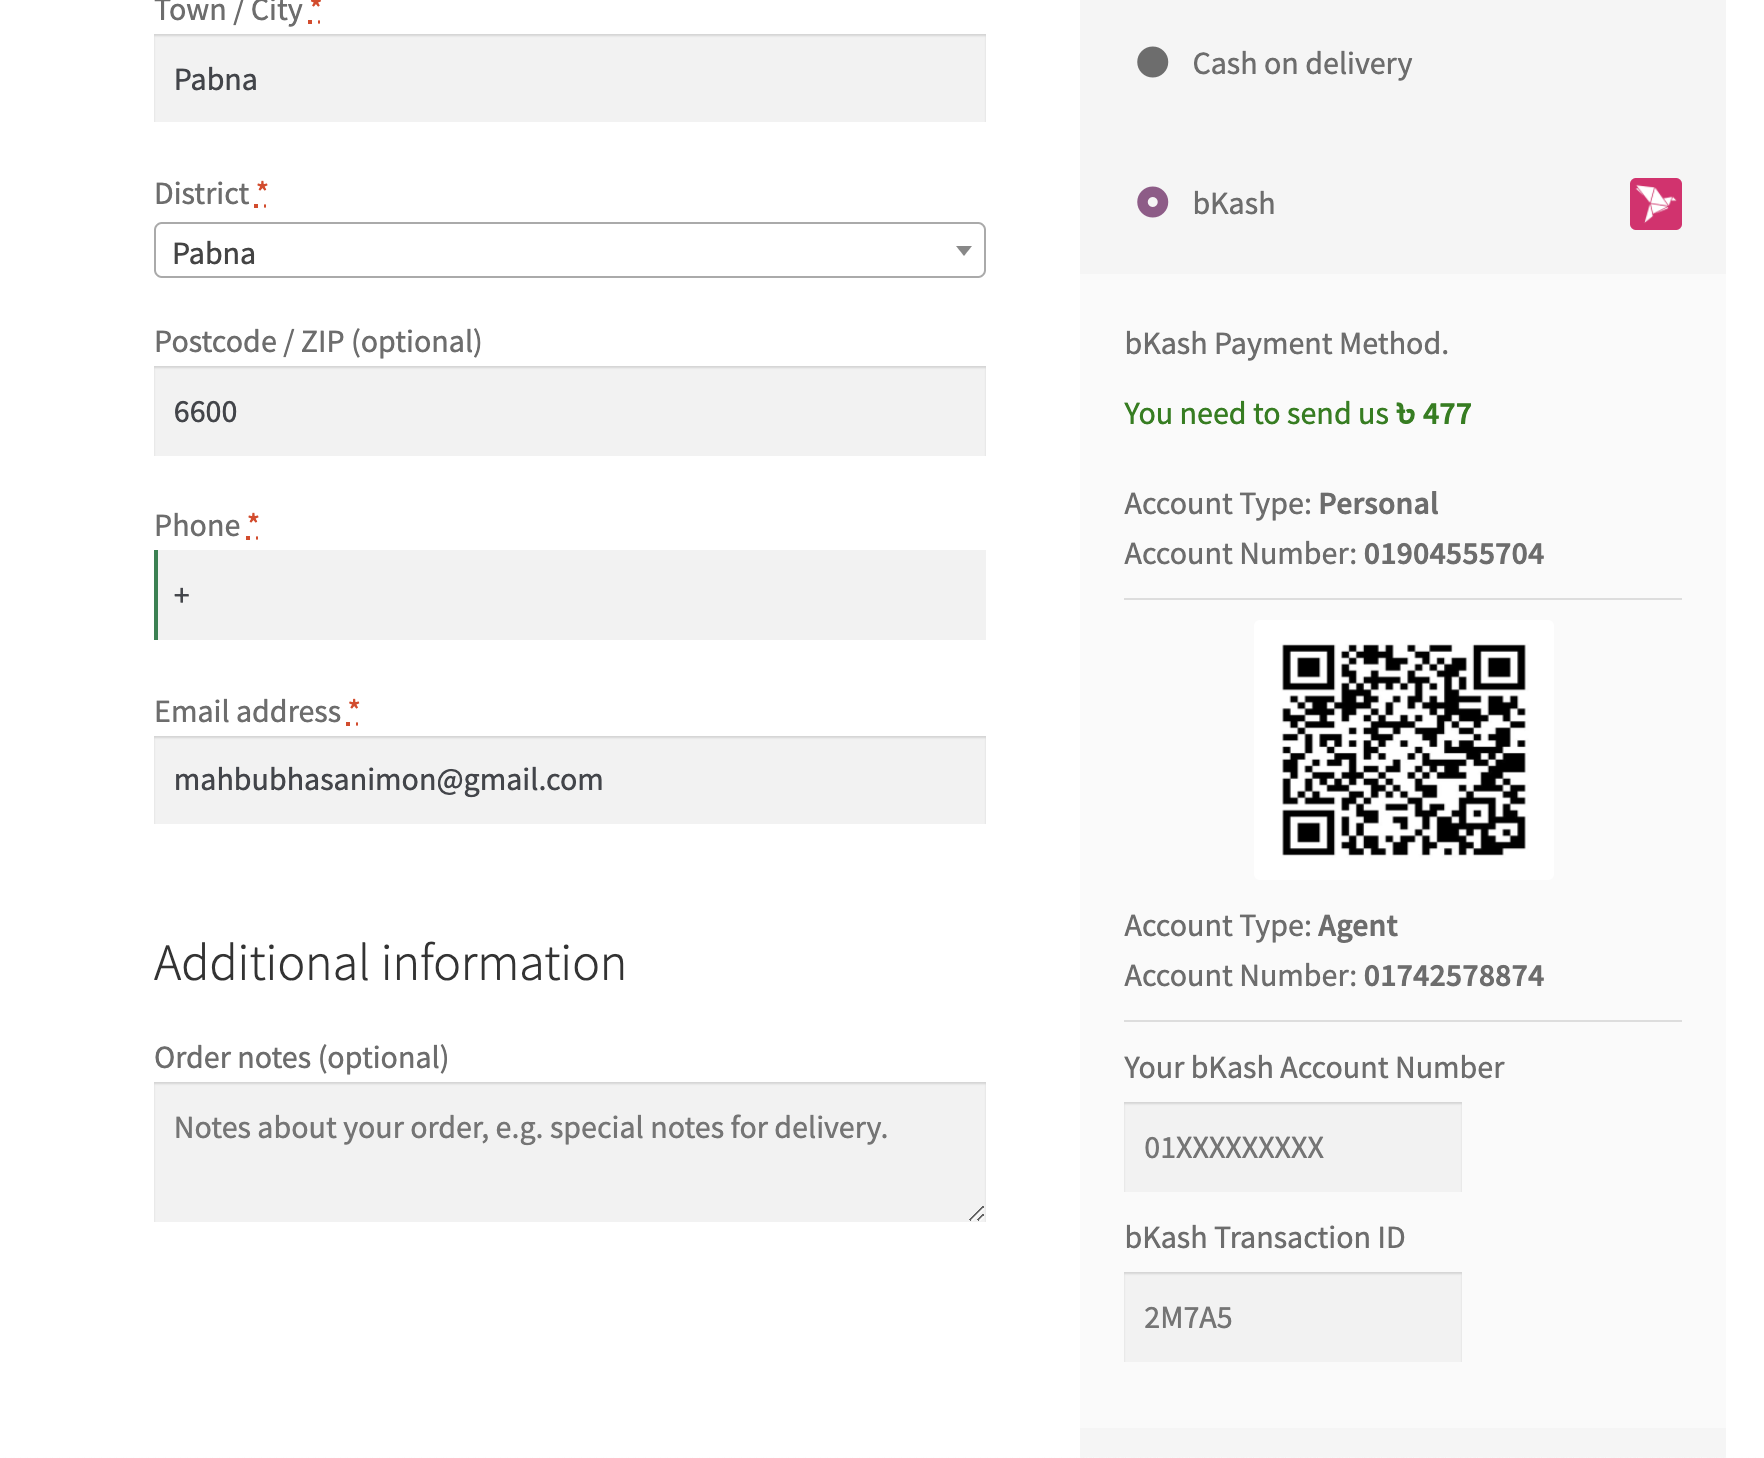 Town / City *
Pabna
District *
Pabna
Postcode / ZIP (optional)
6600
Phone *
+
Email address *
mahbubhasanimon@gmail.com
Additional information
Order notes (optional)
Notes about your order, e.g. special notes for delivery.
Cash on delivery
bKash
bKash Payment Method.
You need to send us ৳ 477
Account Type: Personal
Account Number: 01904555704
Account Type: Agent
Account Number: 01742578874
Your bKash Account Number
01XXXXXXXXX
bKash Transaction ID
2M7A5